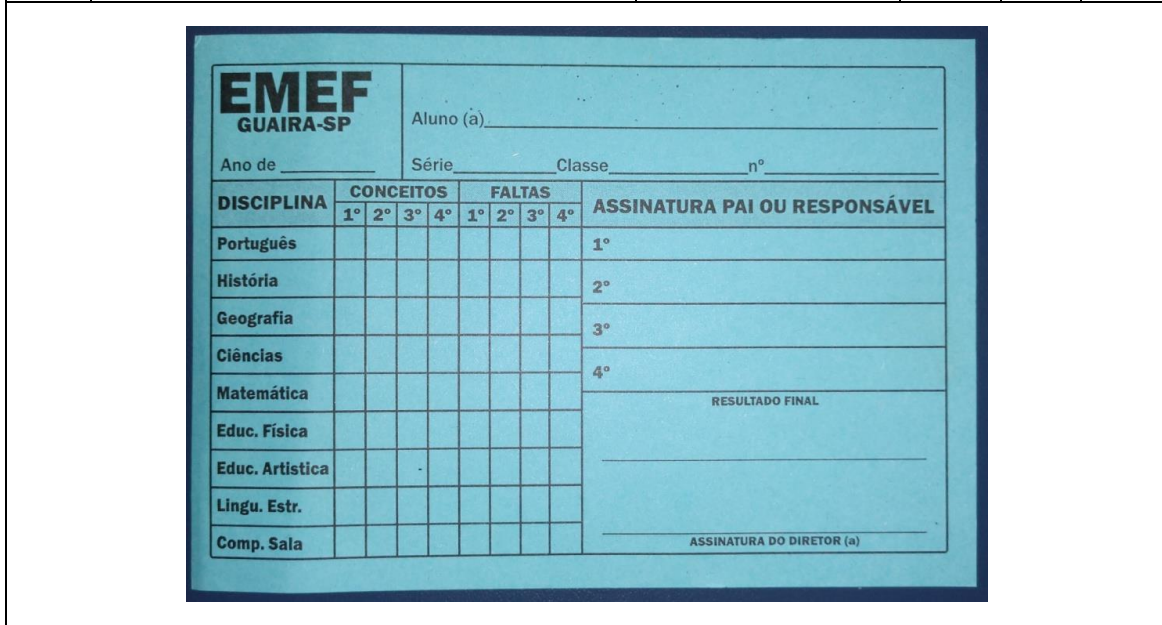 EMEF
GUAIRA-SP
Aluno (a)
Ano de Série Classe nº
DISCIPLINA CONCEITOS FALTAS ASSINATURA PAI OU RESPONSÁVEL
1º 2º 3º 4º 1º 2º 3º 4º
Português 1º
História 2º
Geografia 3º
Ciências 4º
Matemática RESULTADO FINAL
Educ. Física
Educ. Artistica
Lingu. Estr.
Comp. Sala ASSINATURA DO DIRETOR (a)